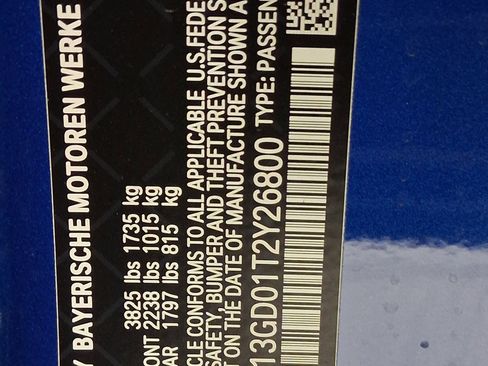 Y BAYERISCHE MOTOREN WERKE
3825 lbs 1735 kg
ONT 2238 lbs 1015 kg
AR 1797 lbs 815 kg
CLE CONFORMS TO ALL APPLICABLE U.S.FEDE
SAFETY, BUMPER AND THEFT PREVENTION S
T ON THE DATE OF MANUFACTURE SHOWN A
13GD01T2Y26800 TYPE: PASSEN